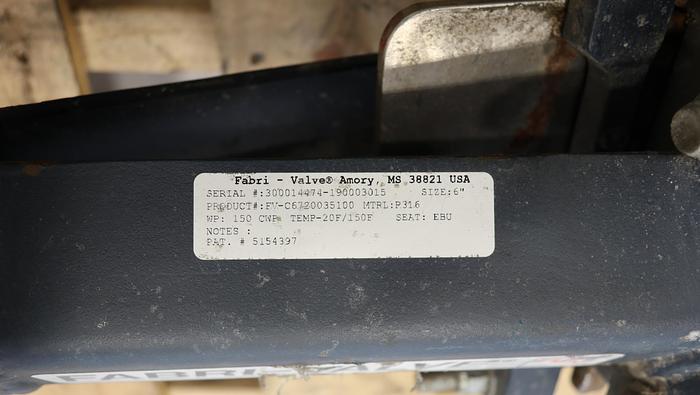 Fabri - Valve® Amory, MS 38821 USA
SERIAL #:300014474-190003015 SIZE:6"
PRODUCT#:FV-C6720035100 MTRL:P316
WP: 150 CWP TEMP-20F/150F SEAT: EBU
NOTES :
PAT. # 5154397